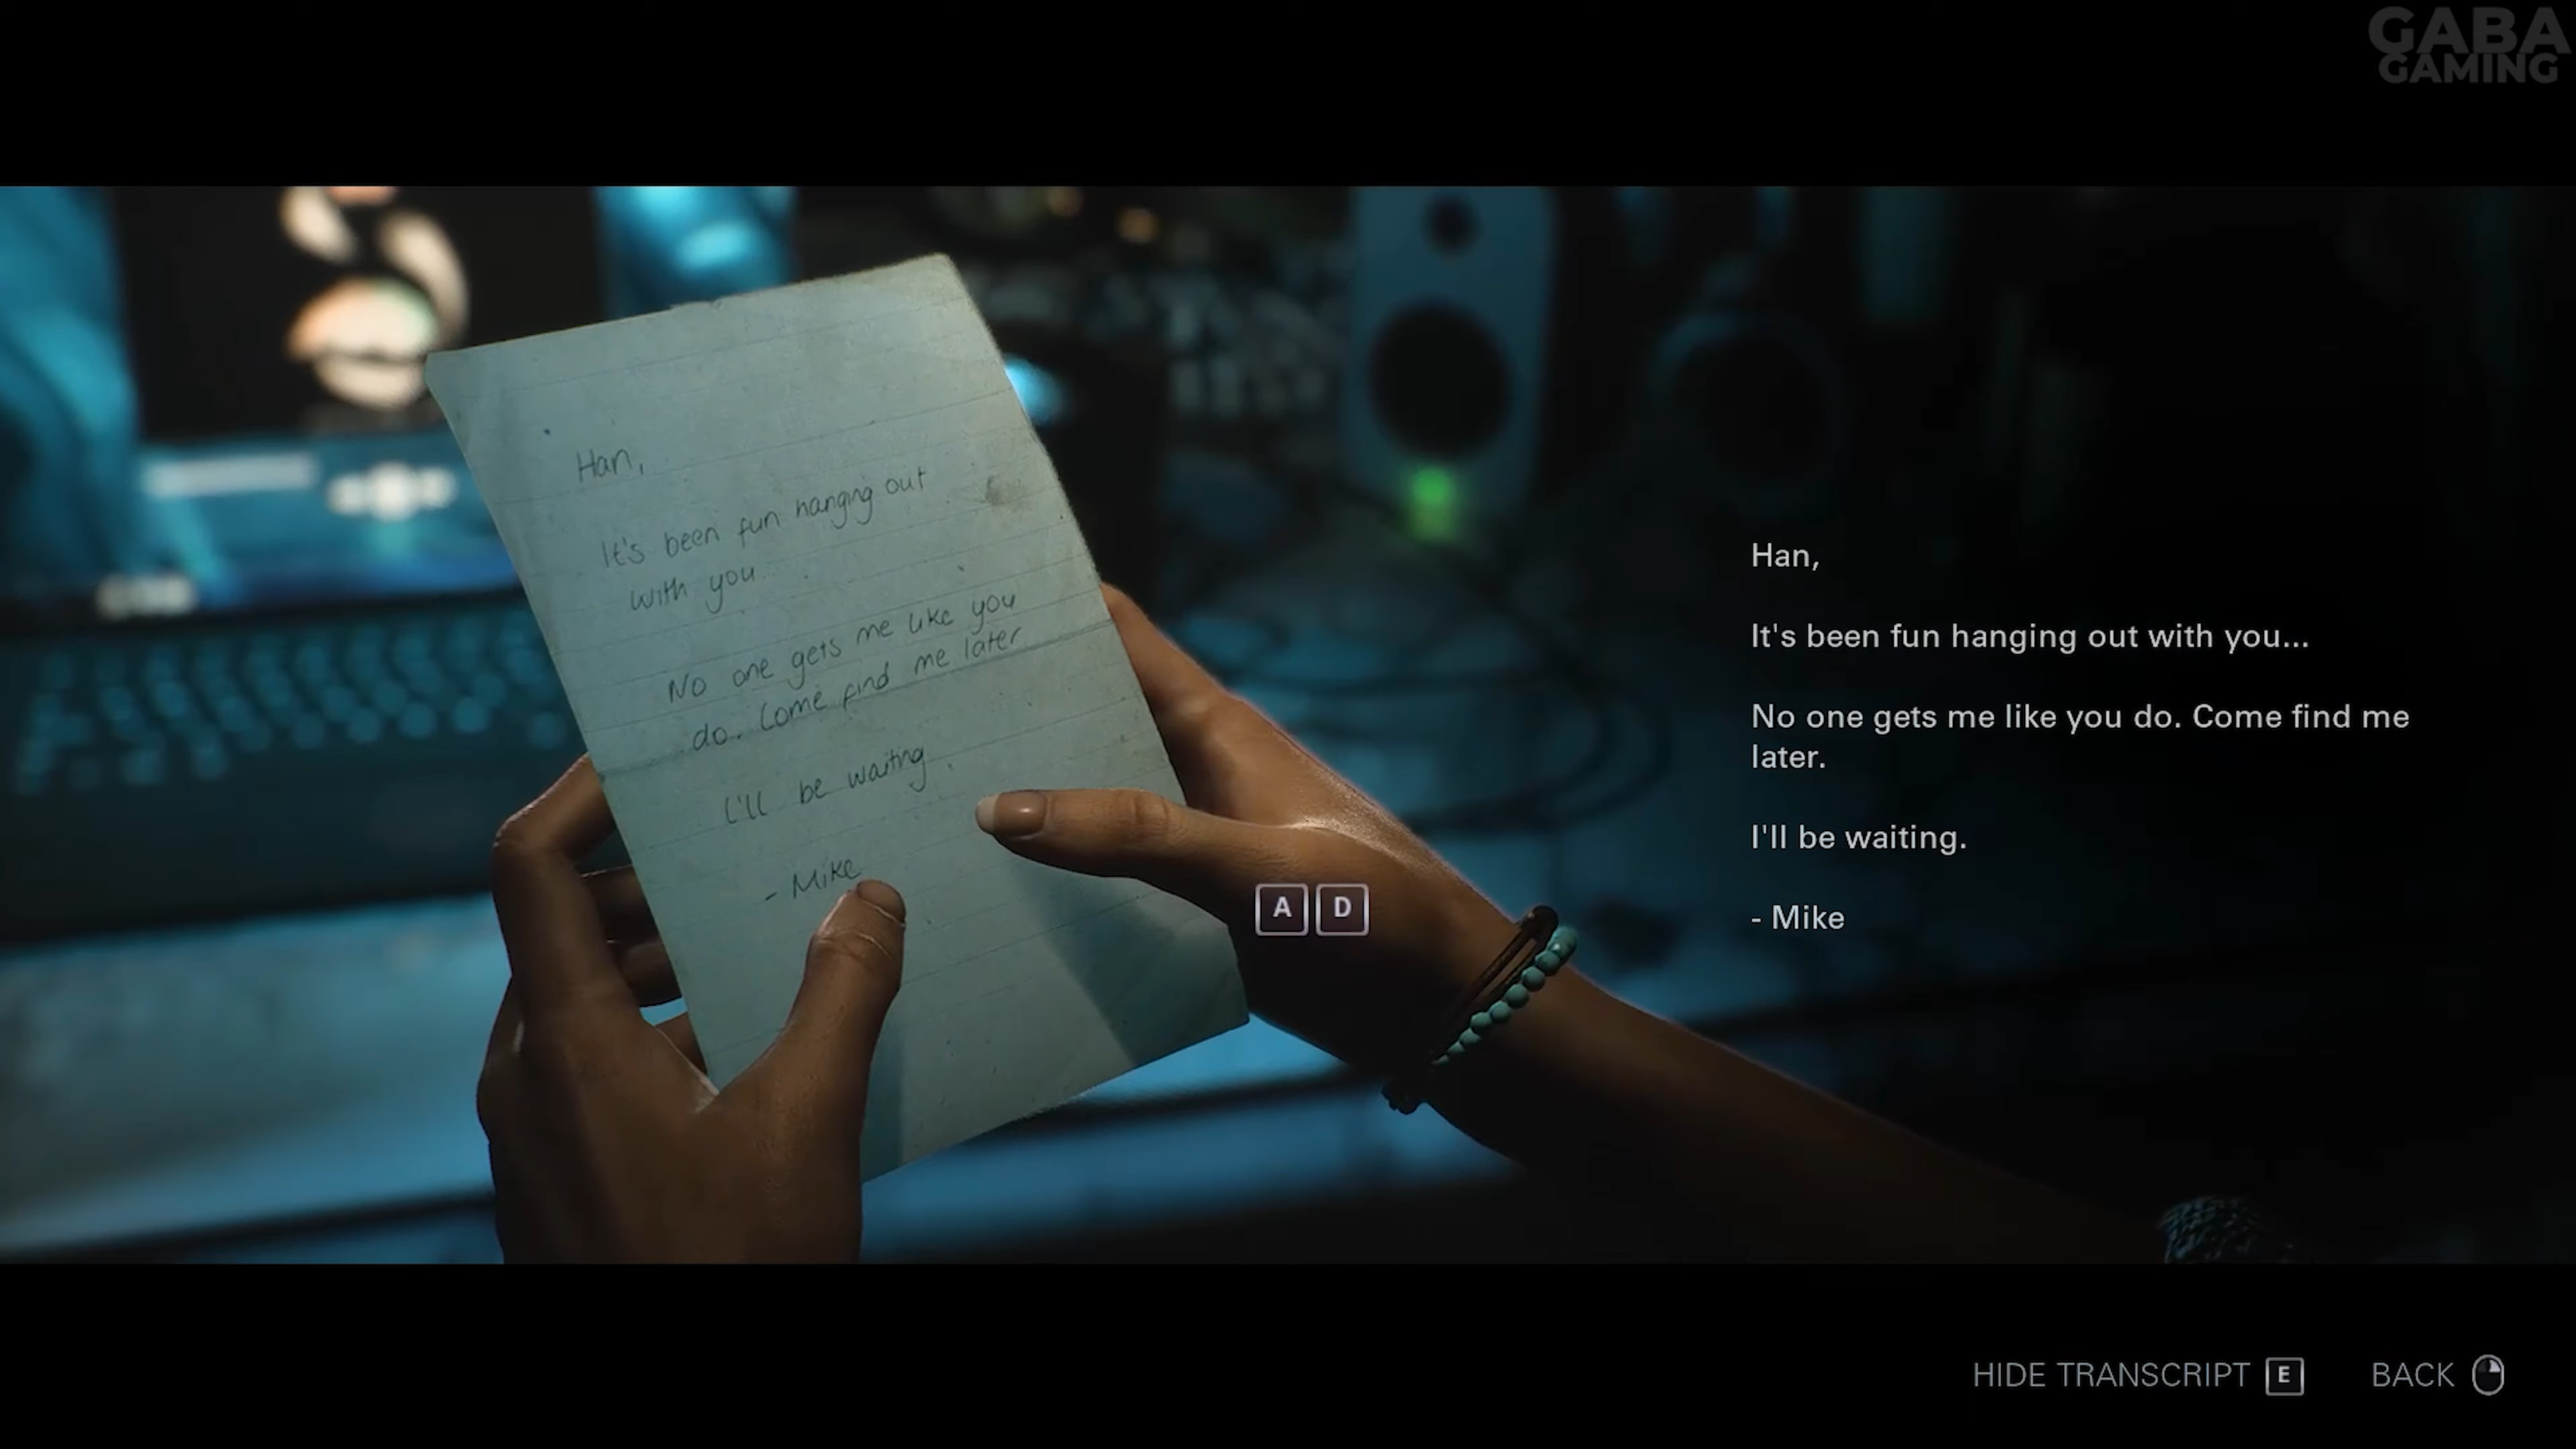 GABA
GAMING
Han,
It's been fun hanging out
with you...
No one gets me like you
do. Come find me later
I'll be waiting.
- Mike
Han,
It's been fun hanging out with you...
No one gets me like you do. Come find me
later.
I'll be waiting.
- Mike
A D
HIDE TRANSCRIPT E BACK